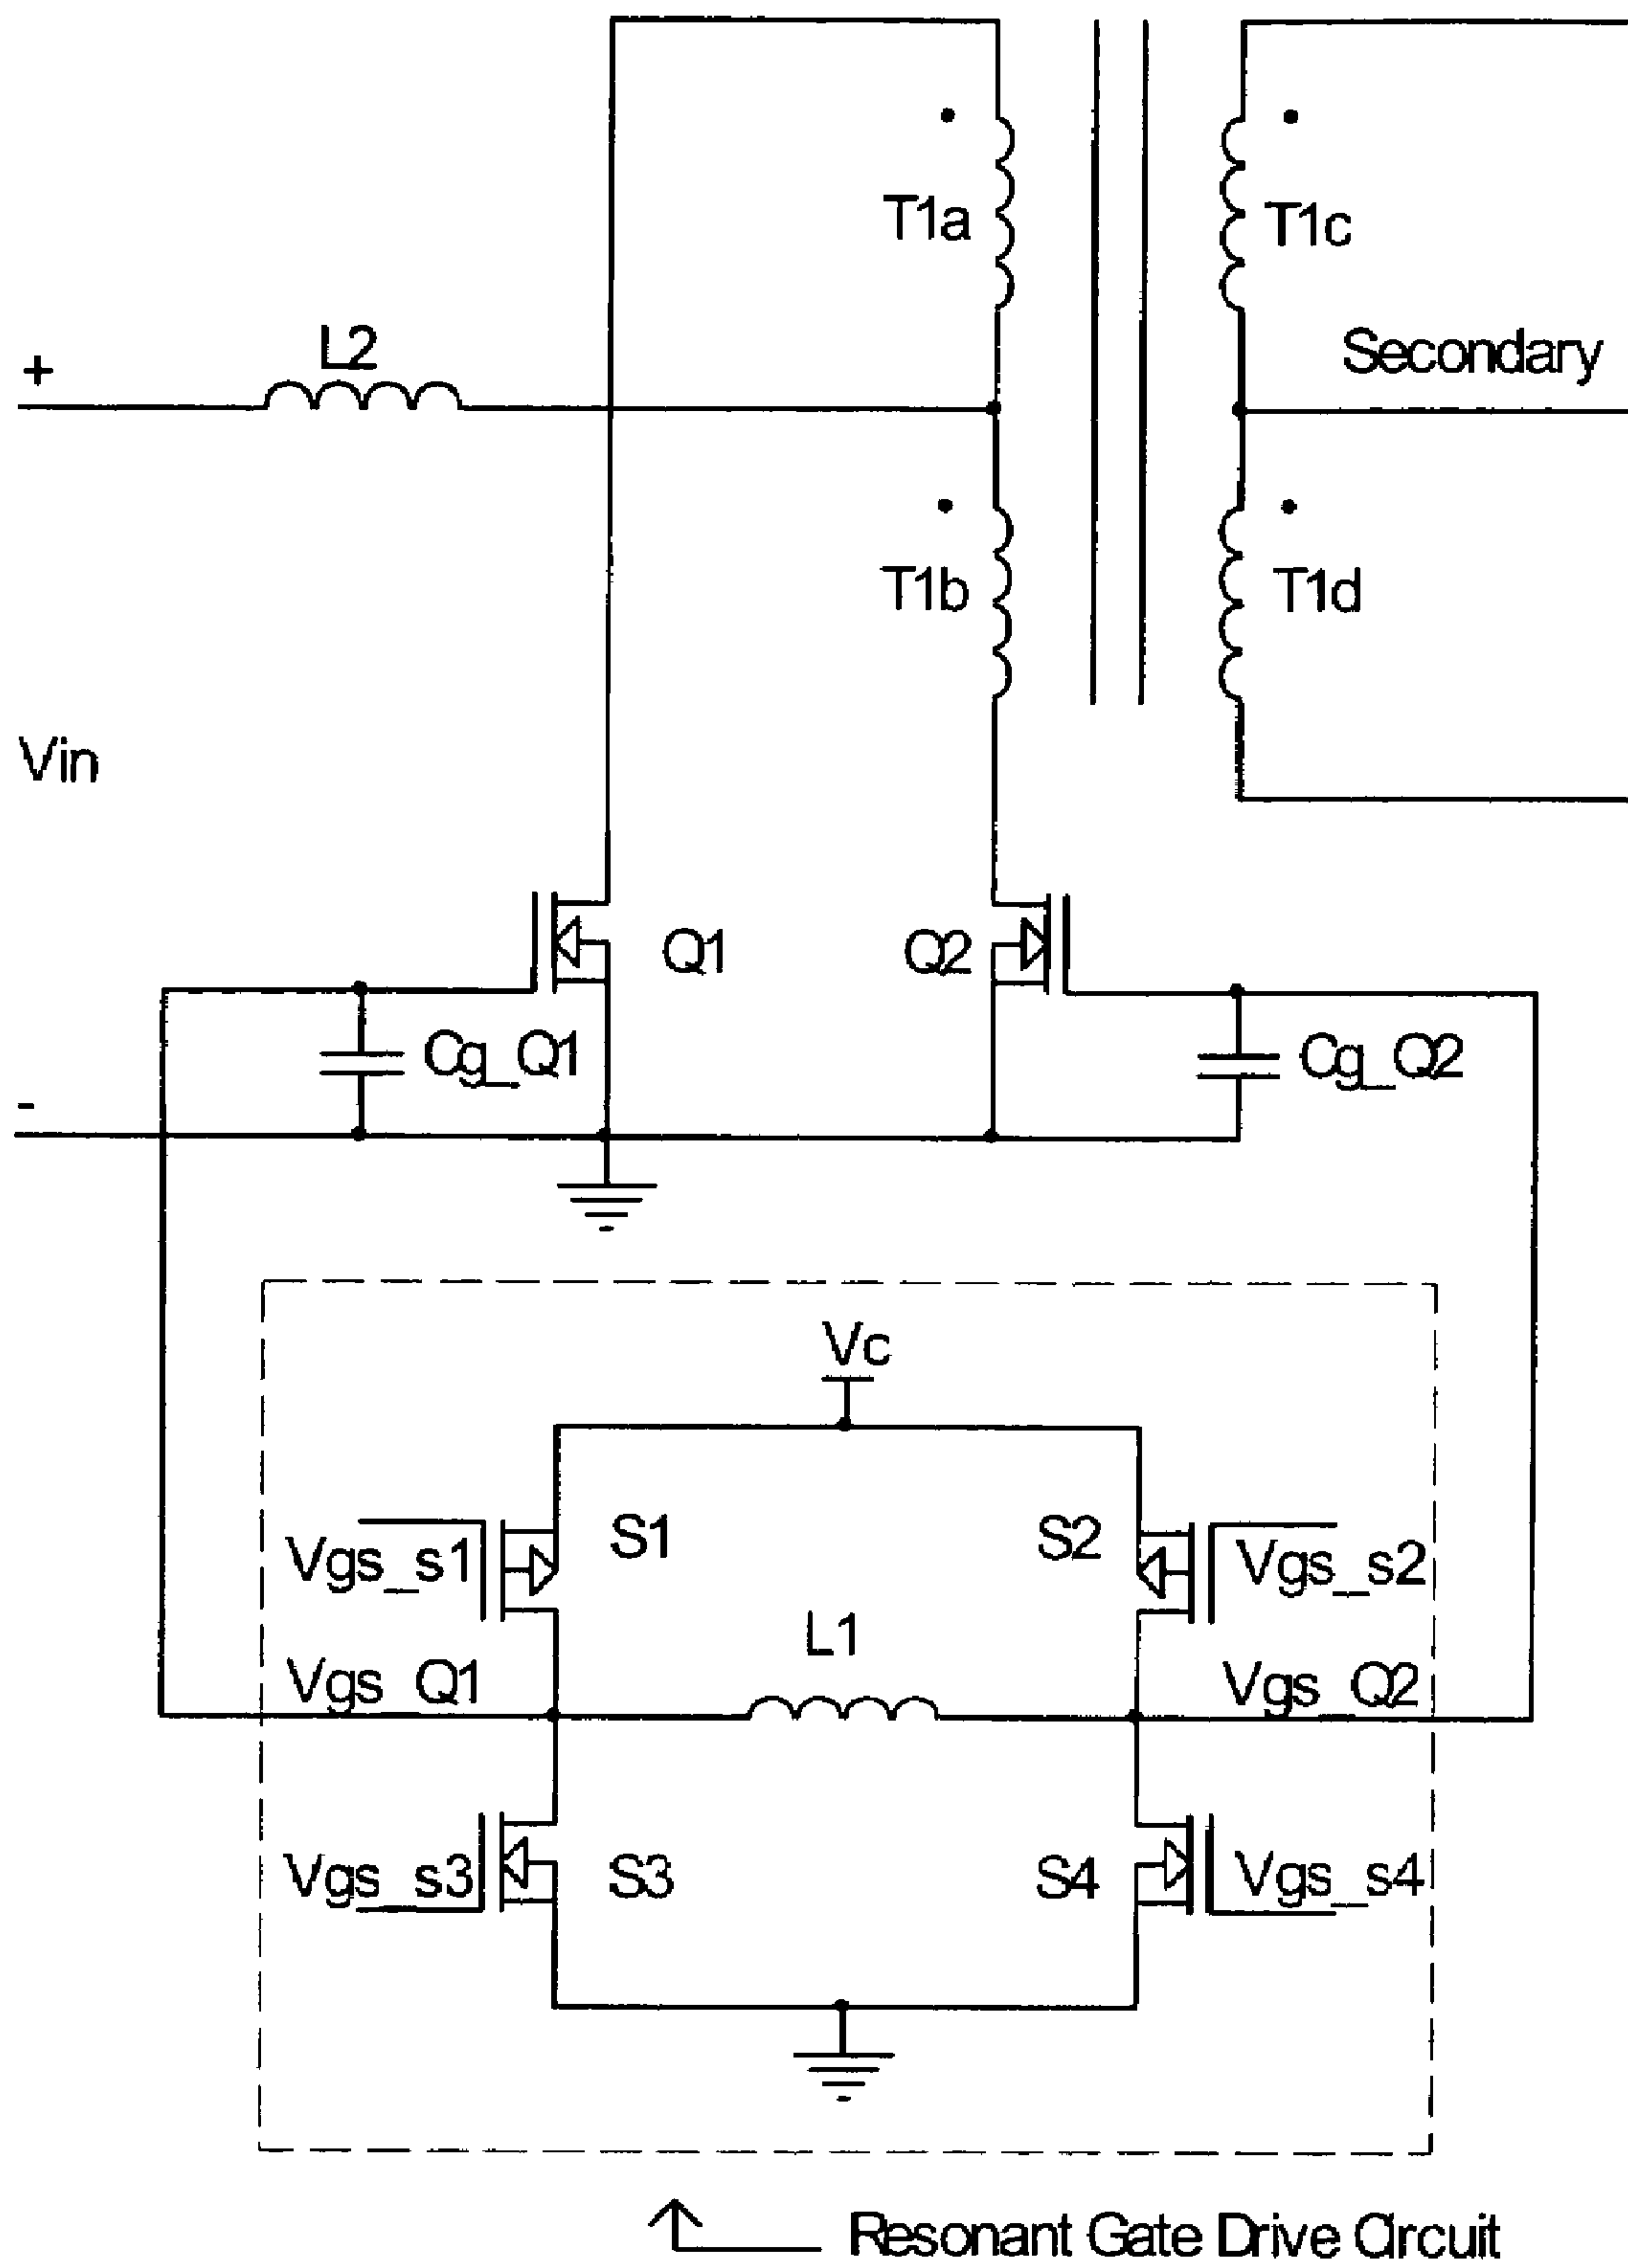 T1a
T1c
L2
+
Secondary
T1b
T1d
Vin
Q1
Q2
Cg_Q1
Cg_Q2
-
Vc
S1
S2
Vgs_s1
Vgs_s2
L1
Vgs_Q1
Vgs_Q2
Vgs_s3
S3
S4
Vgs_s4
Resonant Gate Drive Circuit